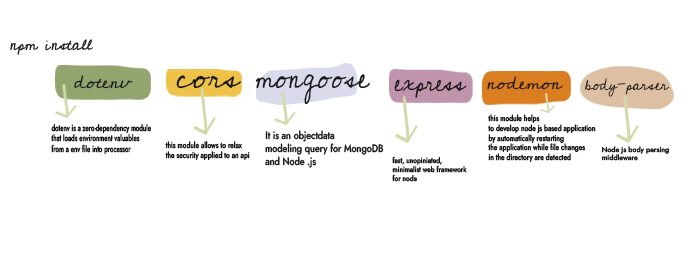 npm install
dotenv
cors
mongoose
express
nodemon
body-parser
dotenv is a zero-dependency module
that loads environment valuables
from a env file into processor
this module allows to relax
the security applied to an api
It is an objectdata
modeling query for MongoDB
and Node .js
fast, unopiniated,
minimalist web framework
for node
this module helps
to develop node js based application
by automatically restarting
the application while file changes
in the directory are detected
Node js body parsing
middleware